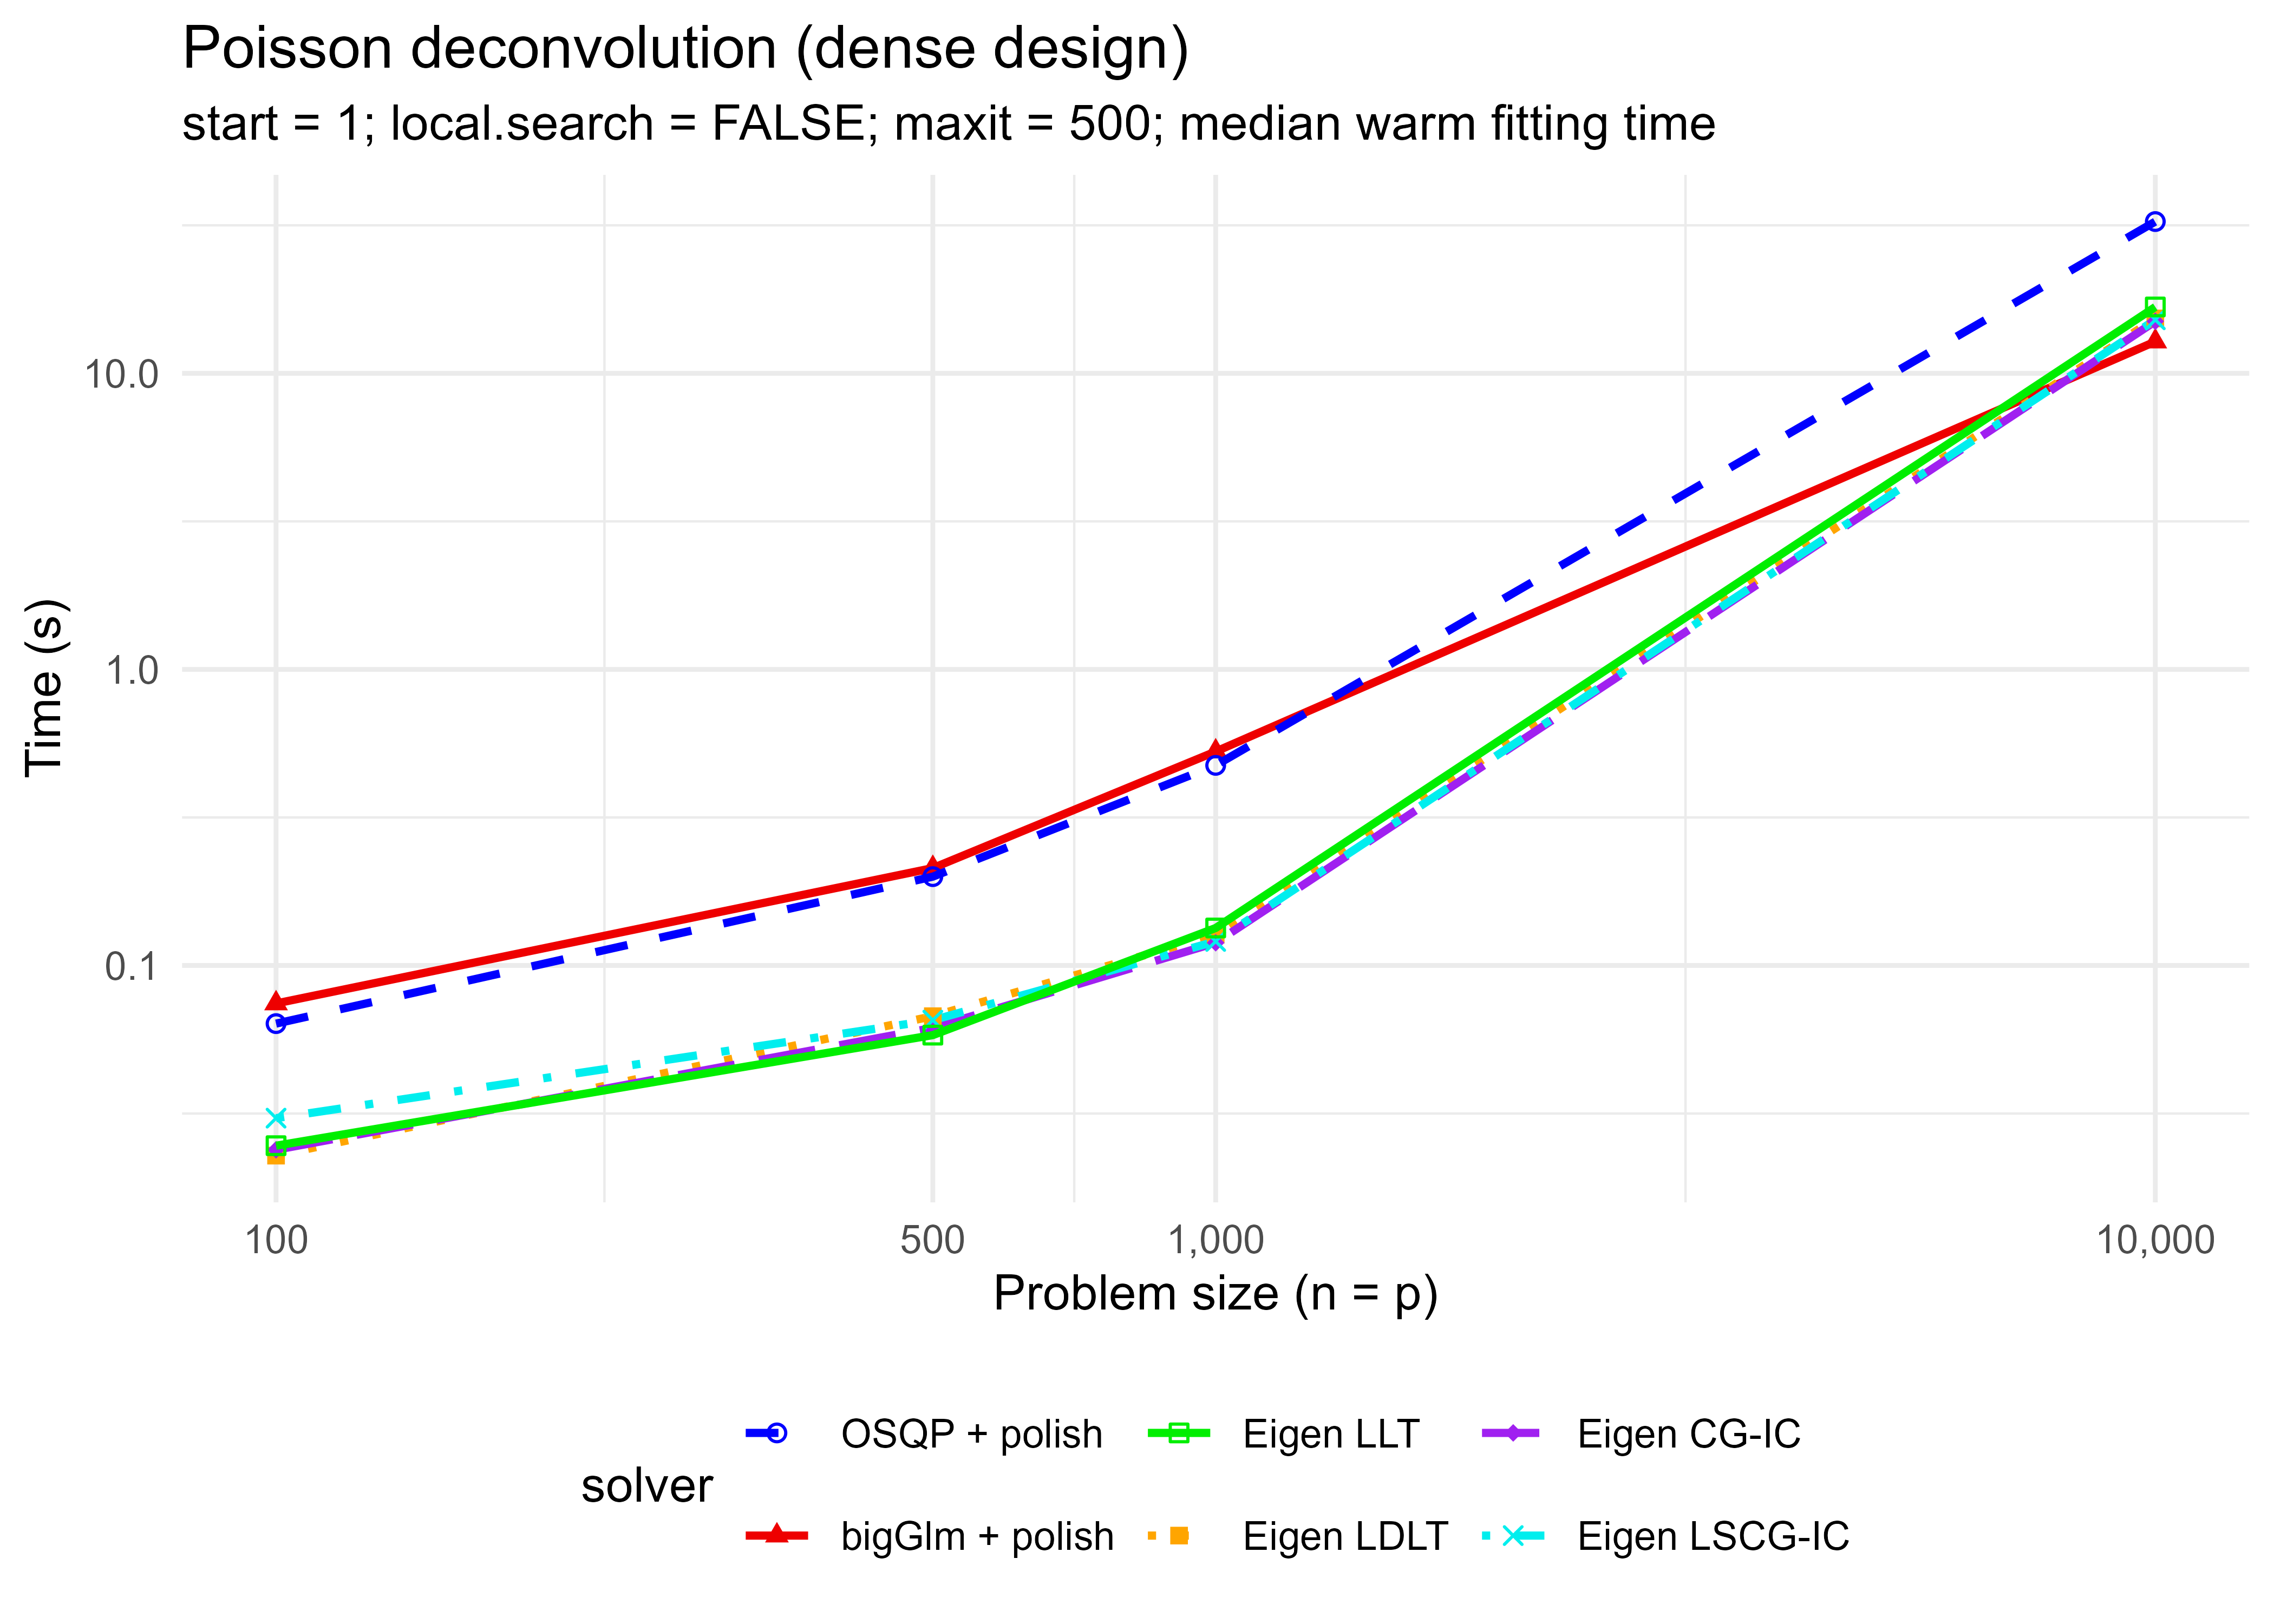 Poisson deconvolution (dense design)
start = 1; local.search = FALSE; maxit = 500; median warm fitting time
10.0
1.0
0.1
Time (s)
100 500 1,000 10,000
Problem size (n = p)
solver
OSQP + polish Eigen LLT Eigen CG-IC
bigGlm + polish Eigen LDLT Eigen LSCG-IC